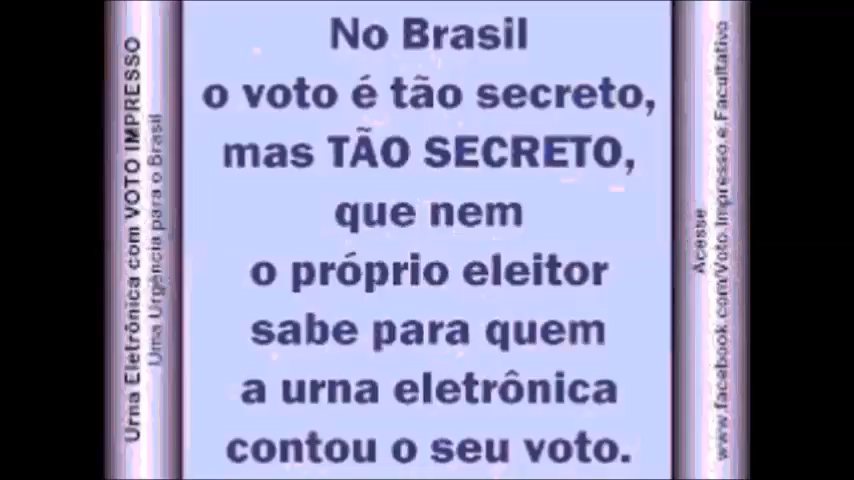 Urna Eletrônica com VOTO IMPRESSO
Uma Urgência para o Brasil
No Brasil
o voto é tão secreto,
mas TÃO SECRETO,
que nem
o próprio eleitor
sabe para quem
a urna eletrônica
contou o seu voto.
Acesse
www.facebook.com/Voto.Impresso.e.Facultativo